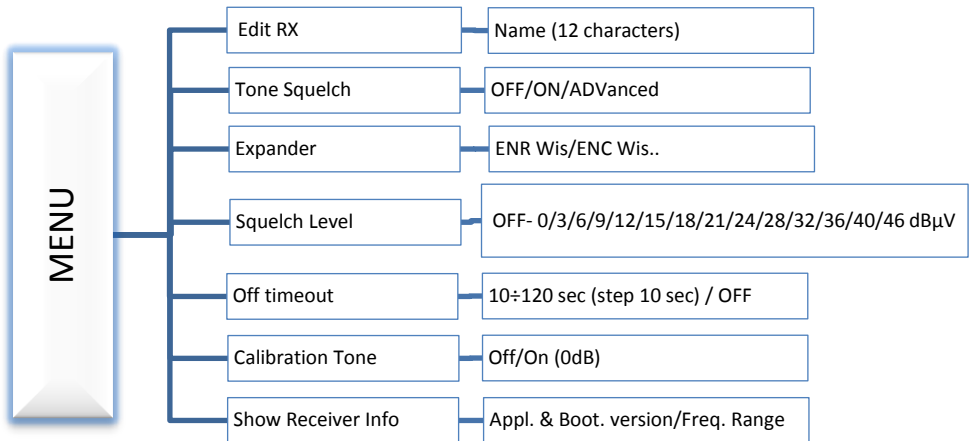 MENU
Edit RX
Name (12 characters)
Tone Squelch
OFF/ON/ADVanced
Expander
ENR Wis/ENC Wis..
Squelch Level
OFF- 0/3/6/9/12/15/18/21/24/28/32/36/40/46 dBµV
Off timeout
10÷120 sec (step 10 sec) / OFF
Calibration Tone
Off/On (0dB)
Show Receiver Info
Appl. & Boot. version/Freq. Range